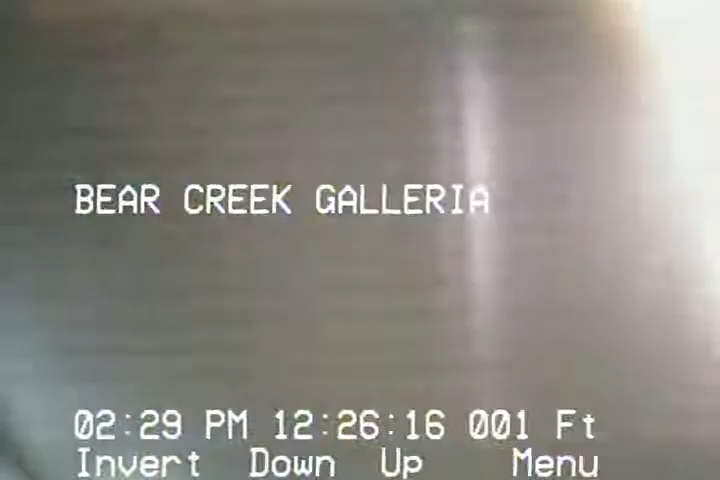 BEAR CREEK GALLERIA
02:29 PM 12:26:16 001 Ft
Invert Down Up Menu